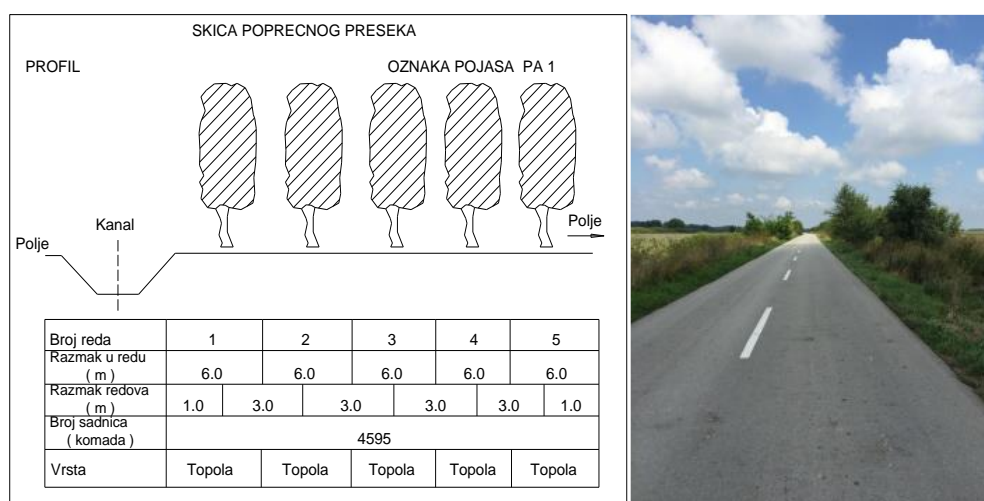 SKICA POPRECNOG PRESEKA
PROFIL
OZNAKA POJASA PA 1
Kanal
Polje
Polje
Broj reda 1 2 3 4 5
Razmak u redu
( m ) 6.0 6.0 6.0 6.0 6.0
Razmak redova
( m ) 1.0 3.0 3.0 3.0 3.0 1.0
Broj sadnica
( komada ) 4595
Vrsta Topola Topola Topola Topola Topola